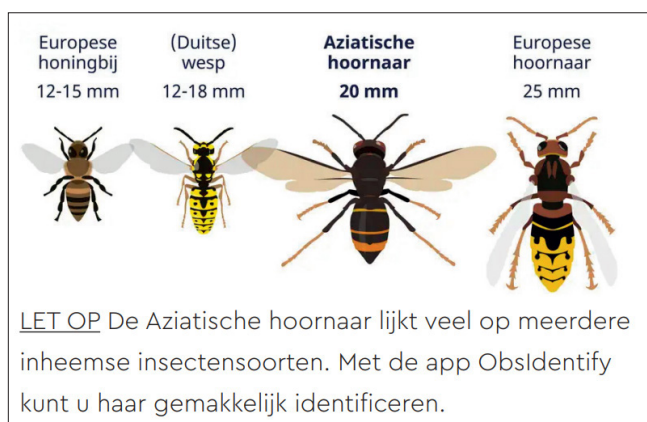 Europese
honingbij
12-15 mm
(Duitse)
wesp
12-18 mm
Aziatische
hoornaar
20 mm
Europese
hoornaar
25 mm
LET OP De Aziatische hoornaar lijkt veel op meerdere
inheemse insectensoorten. Met de app ObsIdentify
kunt u haar gemakkelijk identificeren.